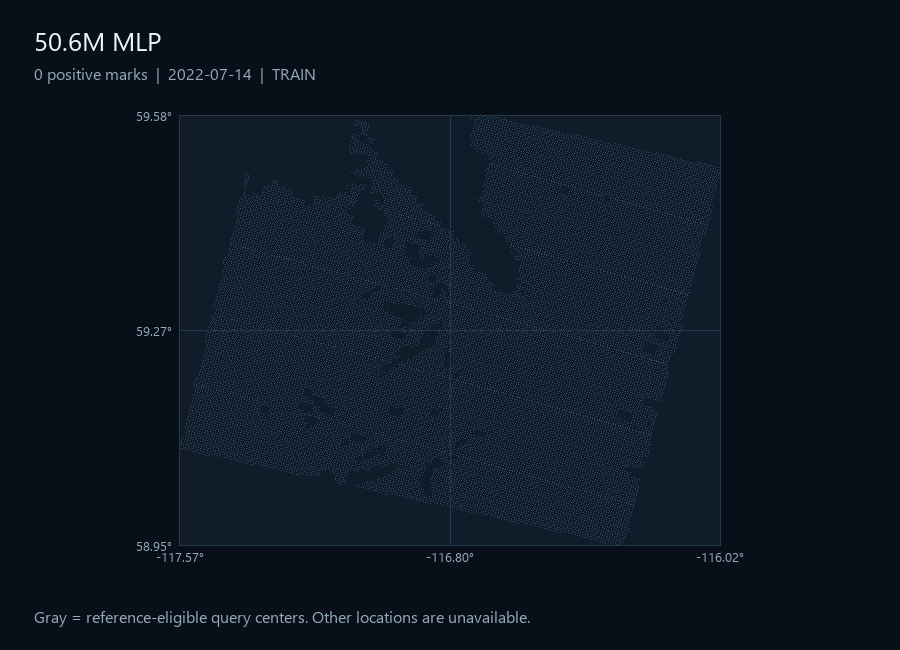 50.6M MLP
0 positive marks | 2022-07-14 | TRAIN
59.58°
59.27°
58.95°
-117.57° -116.80° -116.02°
Gray = reference-eligible query centers. Other locations are unavailable.